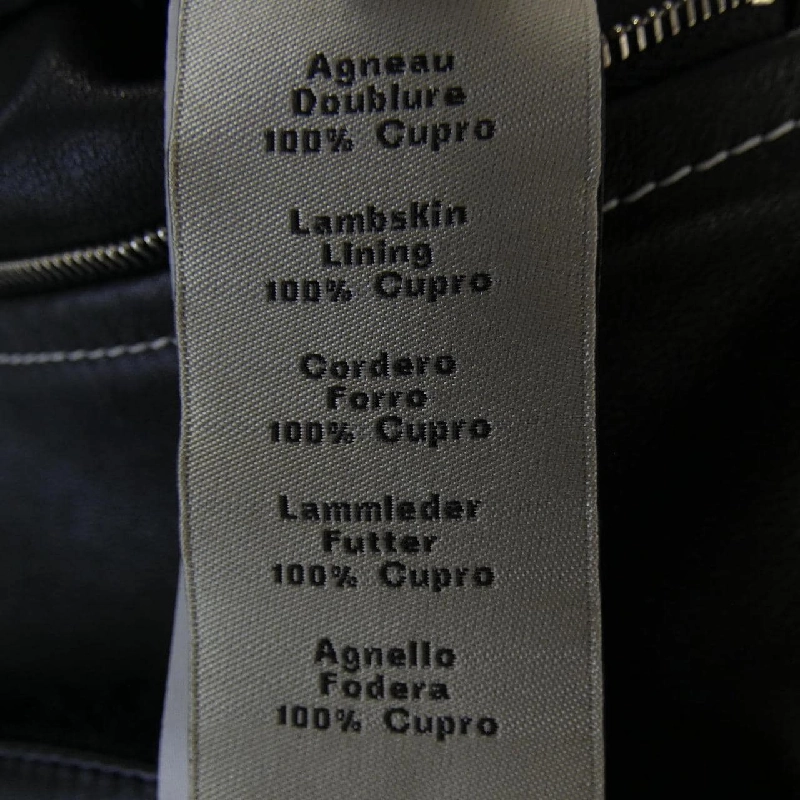 Agneau
Doublure
100% Cupro
Lambskin
Lining
100% Cupro
Cordero
Forro
100% Cupro
Lammleder
Futter
100% Cupro
Agnello
Fodera
100% Cupro